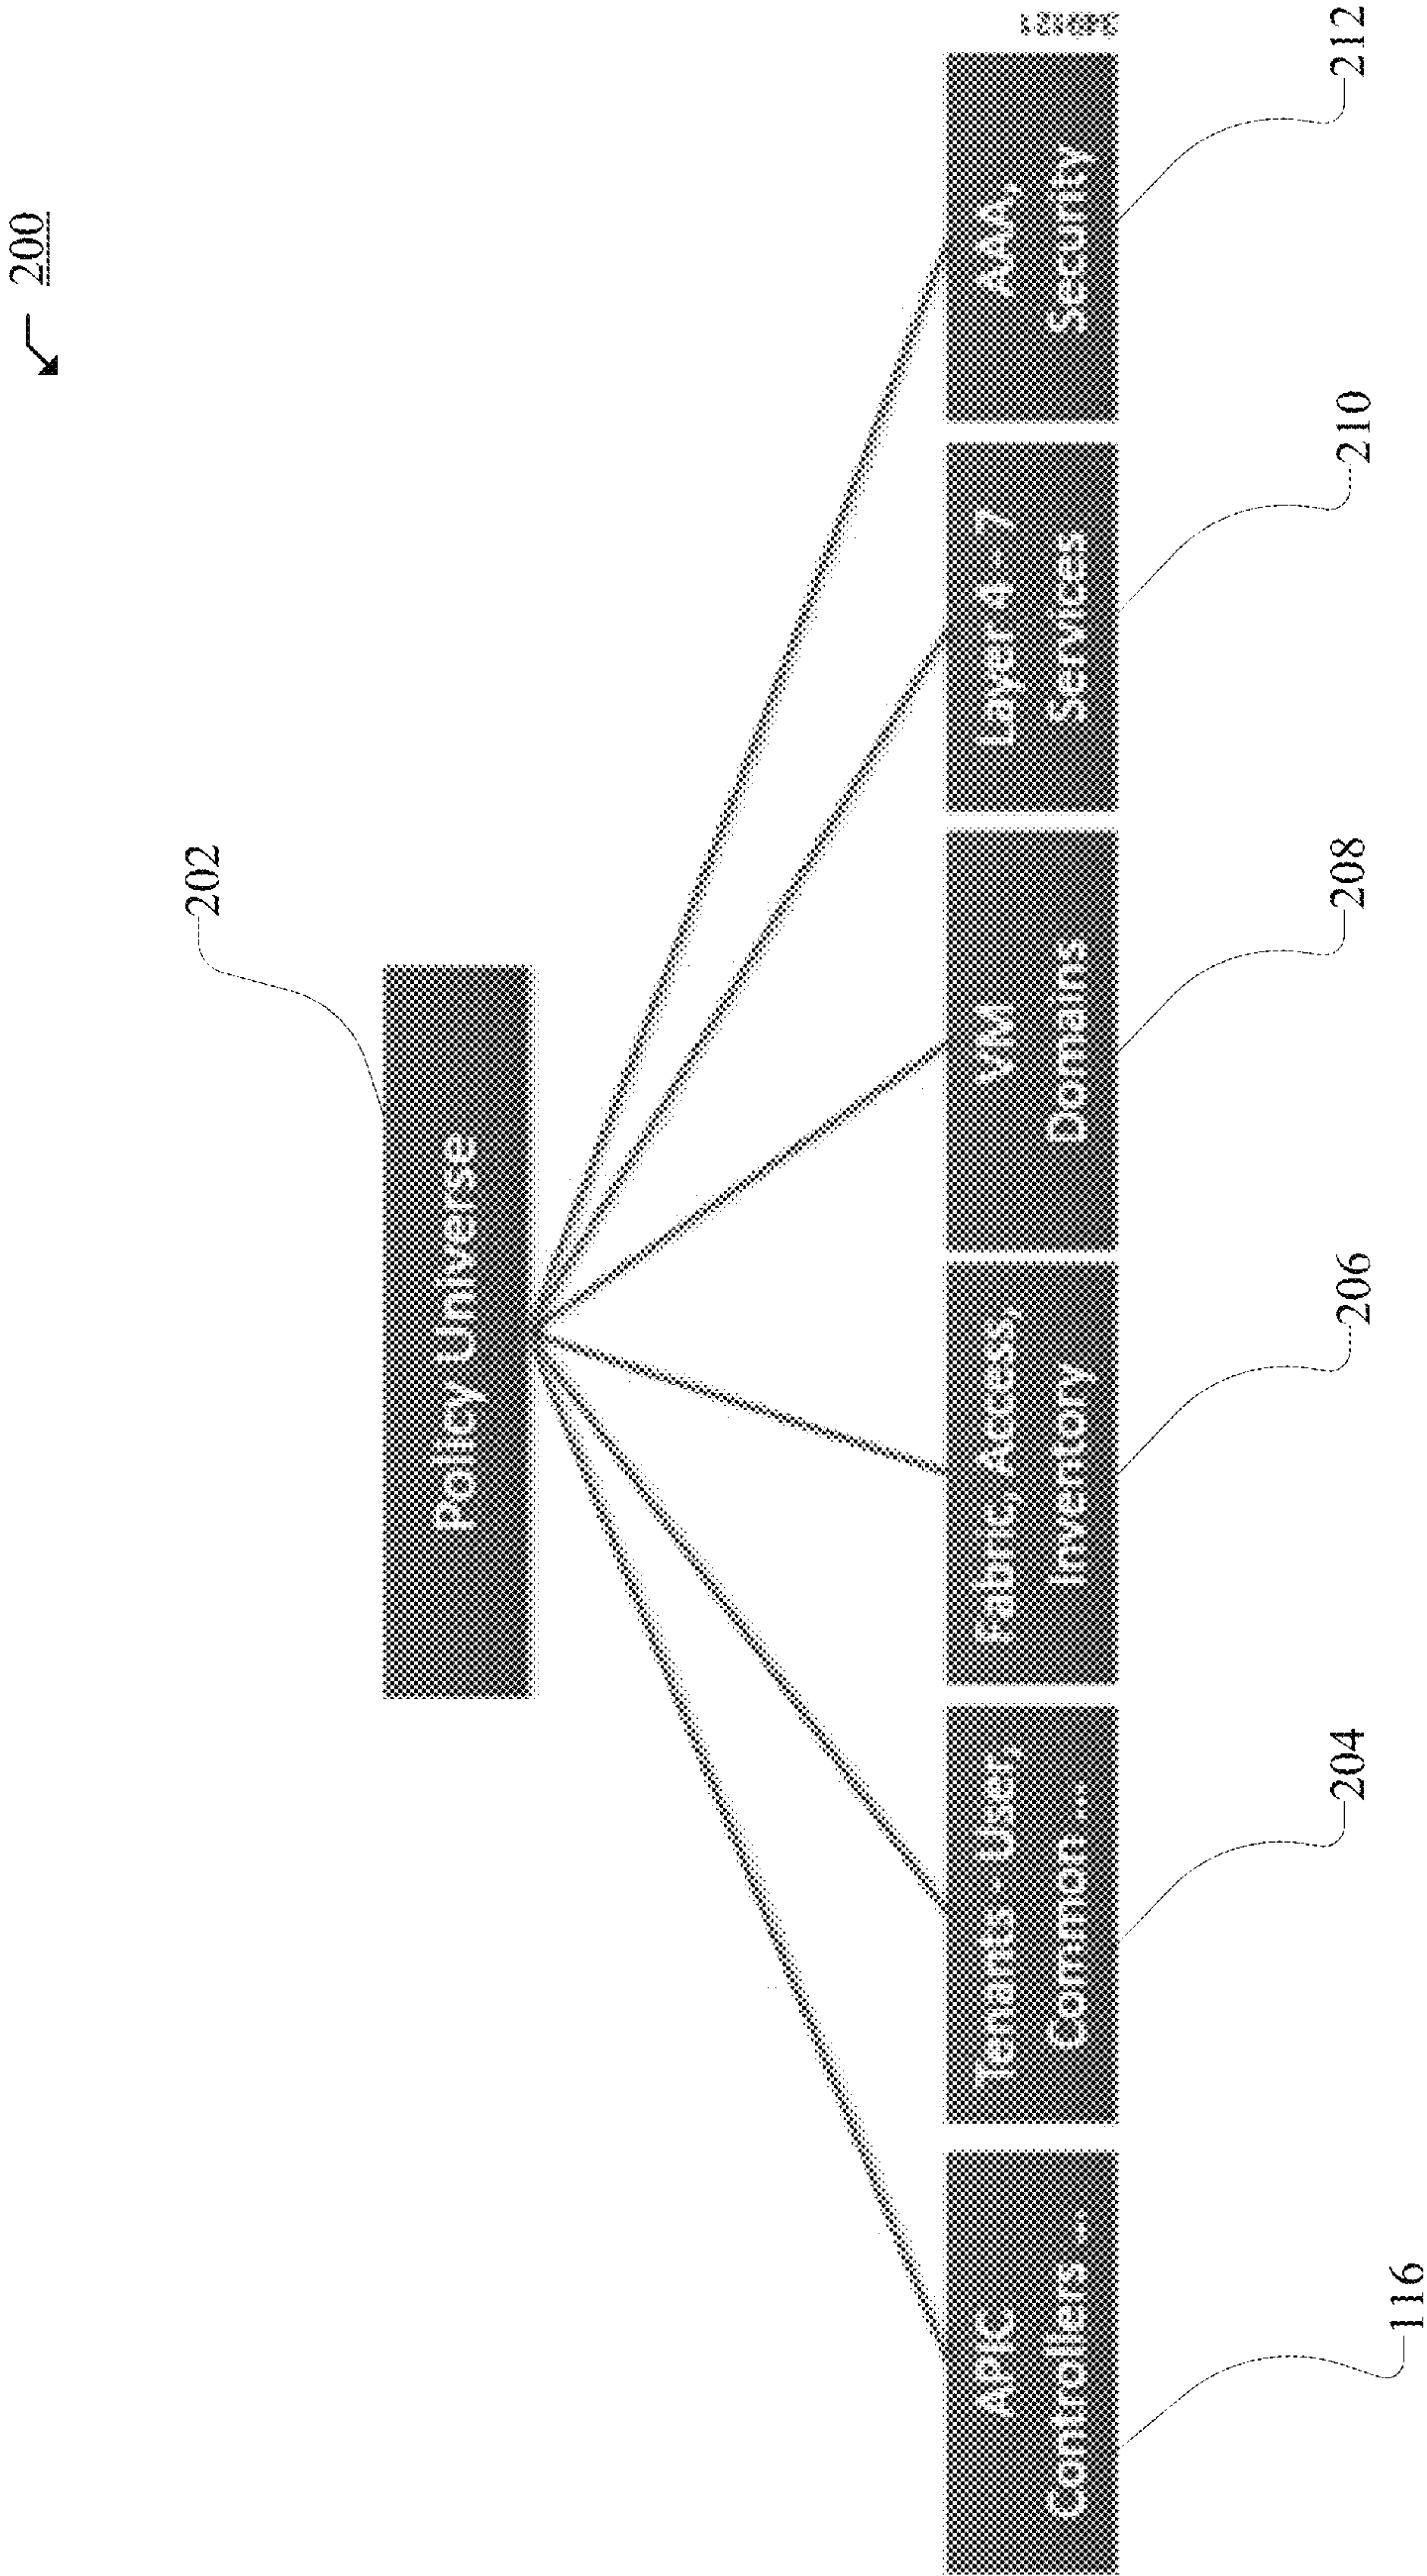 200
202
Policy Universe
APIC
Controllers ...
Tenants - User,
Common ...
Fabric, Access,
Inventory
VM
Domains
Layer 4 - 7
Services
AAA,
Security
116
204
206
208
210
212